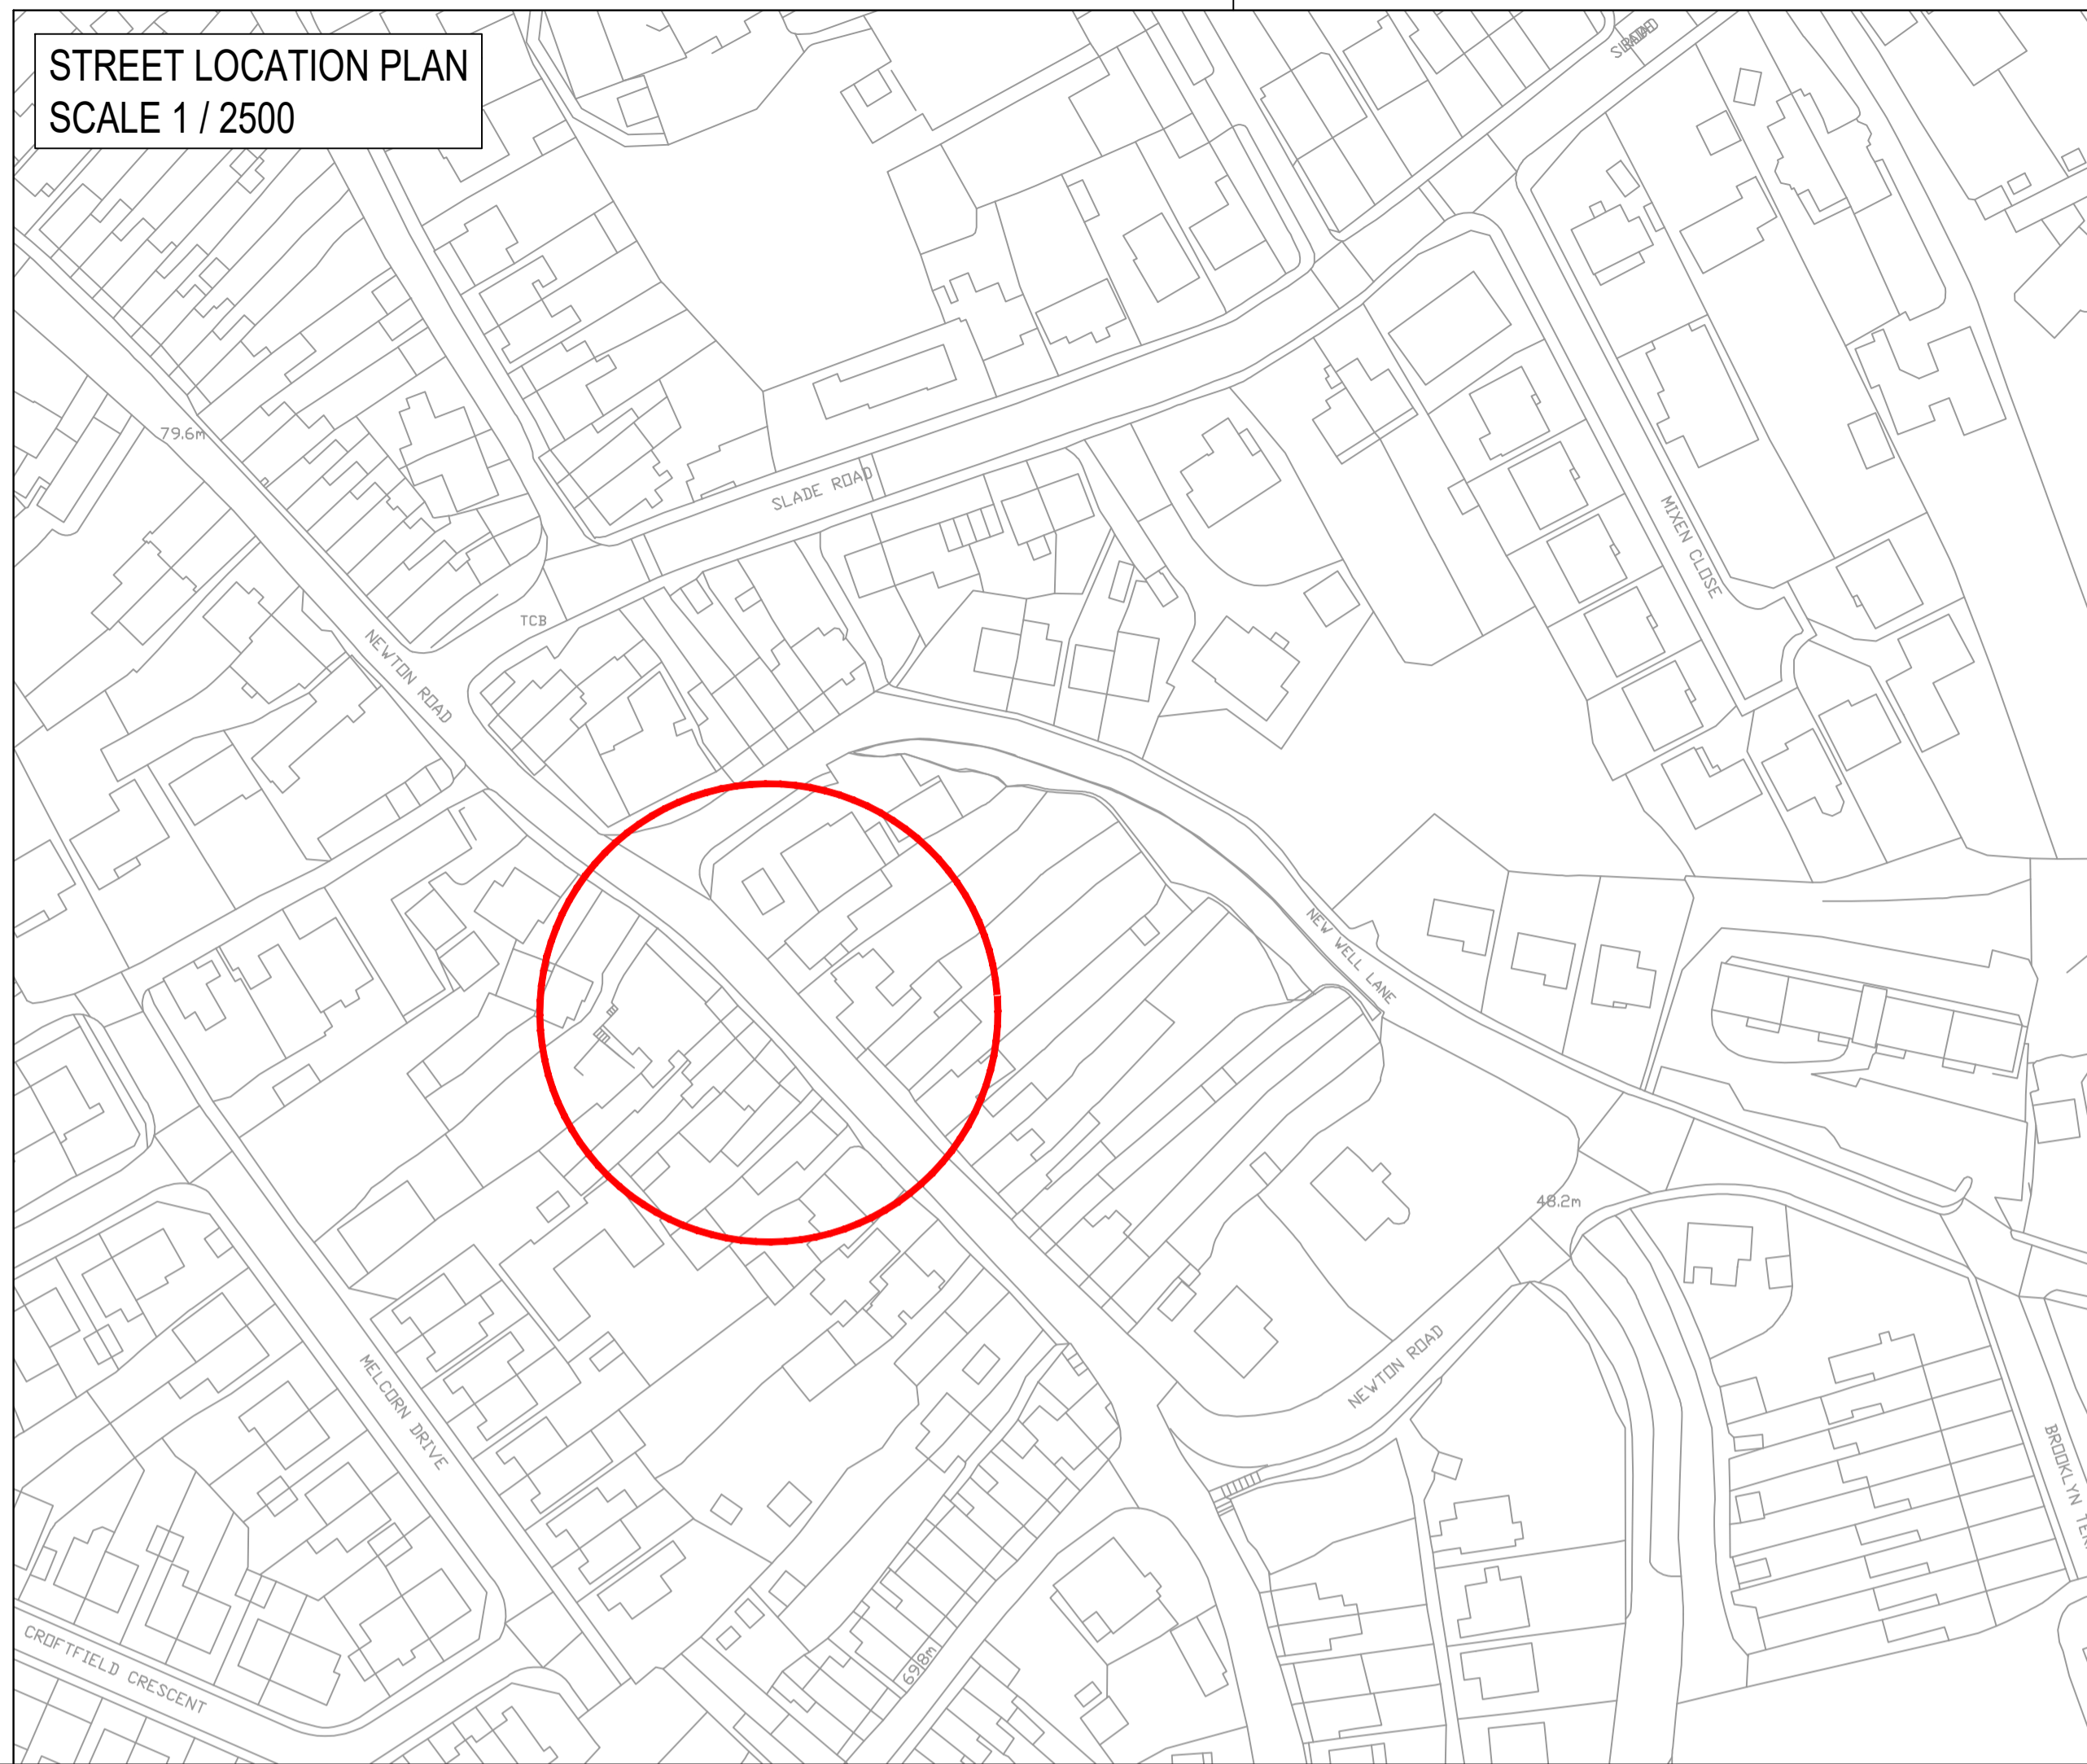 STREET LOCATION PLAN
SCALE 1 / 2500
79.6m
SLADE ROAD
MIXEN CLOSE
TCB
NEWTON ROAD
NEW WELL LANE
48.2m
NEWTON ROAD
MELCORN DRIVE
BROOKLYN
CROFTFIELD CRESCENT
69.8m